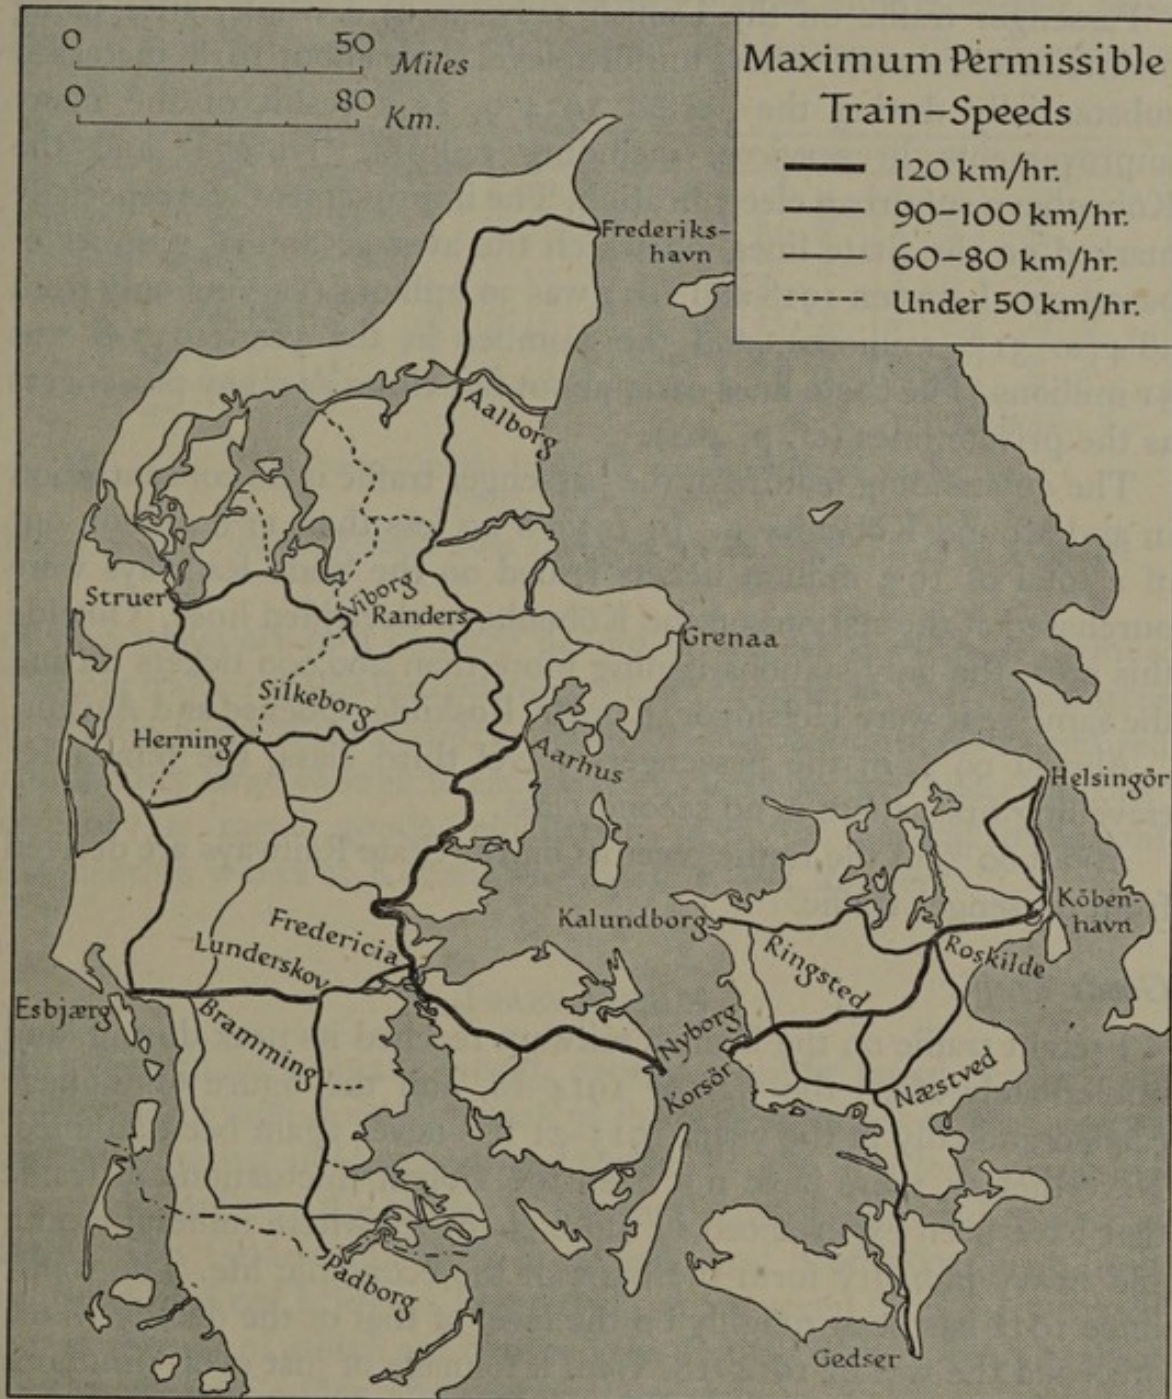 0 50 Miles
0 80 Km.
Maximum Permissible
Train–Speeds
120 km/hr.
90–100 km/hr.
60–80 km/hr.
Under 50 km/hr.
Frederiks-
havn
Aalborg
Struer
Viborg
Randers
Grenaa
Silkeborg
Herning
Aarhus
Helsingör
Köben-
havn
Kalundborg
Roskilde
Ringsted
Fredericia
Lunderskov
Esbjærg
Bramming
Nyborg
Korsör
Næstved
Padborg
Gedser